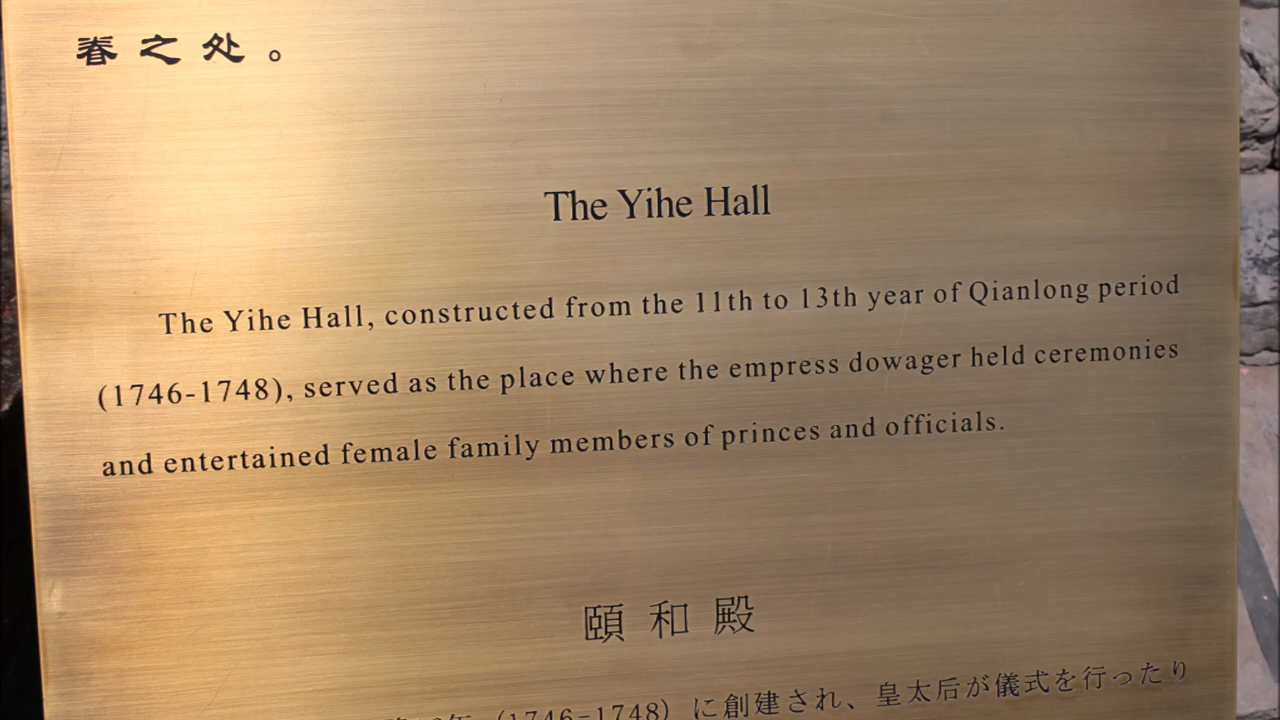 眷之处。
The Yihe Hall
The Yihe Hall, constructed from the 11th to 13th year of Qianlong period
(1746-1748), served as the place where the empress dowager held ceremonies
and entertained female family members of princes and officials.
頤和殿
年（1746-1748）に創建され、皇太后が儀式を行ったり